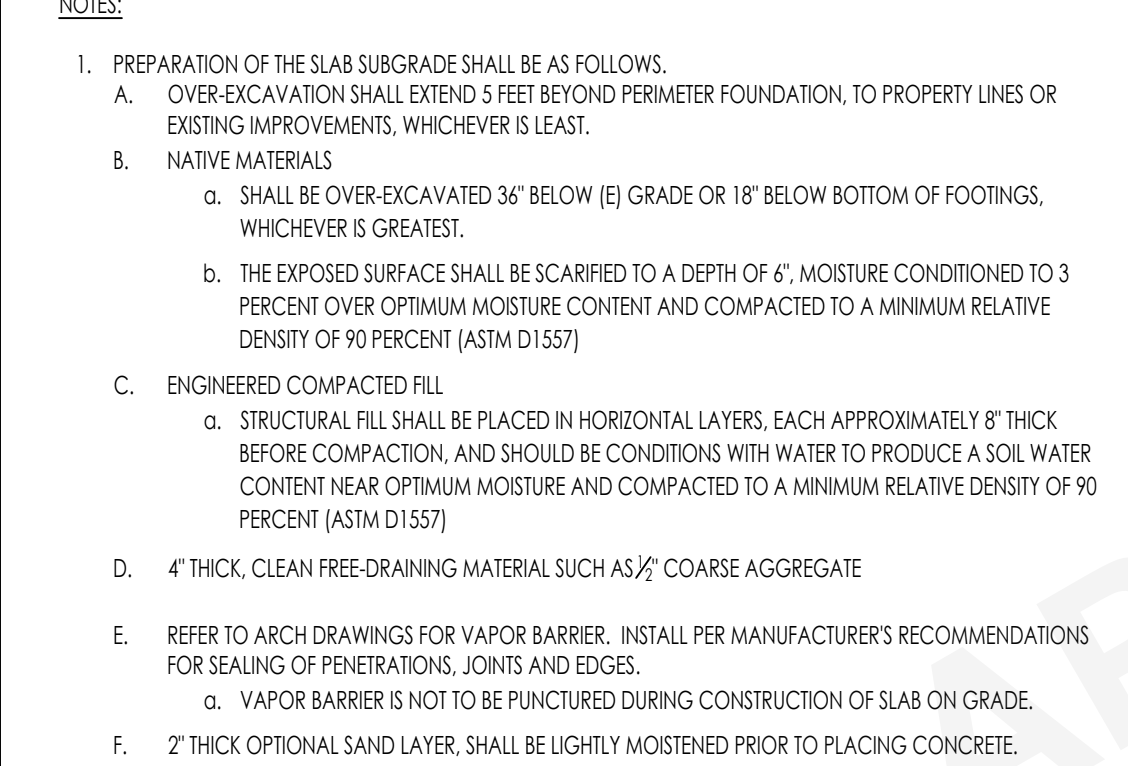 NOTES:
1. PREPARATION OF THE SLAB SUBGRADE SHALL BE AS FOLLOWS.
A. OVER-EXCAVATION SHALL EXTEND 5 FEET BEYOND PERIMETER FOUNDATION, TO PROPERTY LINES OR
EXISTING IMPROVEMENTS, WHICHEVER IS LEAST.
B. NATIVE MATERIALS
a. SHALL BE OVER-EXCAVATED 36" BELOW (E) GRADE OR 18" BELOW BOTTOM OF FOOTINGS,
WHICHEVER IS GREATEST.
b. THE EXPOSED SURFACE SHALL BE SCARIFIED TO A DEPTH OF 6", MOISTURE CONDITIONED TO 3
PERCENT OVER OPTIMUM MOISTURE CONTENT AND COMPACTED TO A MINIMUM RELATIVE
DENSITY OF 90 PERCENT (ASTM D1557)
C. ENGINEERED COMPACTED FILL
a. STRUCTURAL FILL SHALL BE PLACED IN HORIZONTAL LAYERS, EACH APPROXIMATELY 8" THICK
BEFORE COMPACTION, AND SHOULD BE CONDITIONS WITH WATER TO PRODUCE A SOIL WATER
CONTENT NEAR OPTIMUM MOISTURE AND COMPACTED TO A MINIMUM RELATIVE DENSITY OF 90
PERCENT (ASTM D1557)
D. 4" THICK, CLEAN FREE-DRAINING MATERIAL SUCH AS ½" COARSE AGGREGATE
E. REFER TO ARCH DRAWINGS FOR VAPOR BARRIER. INSTALL PER MANUFACTURER'S RECOMMENDATIONS
FOR SEALING OF PENETRATIONS, JOINTS AND EDGES.
a. VAPOR BARRIER IS NOT TO BE PUNCTURED DURING CONSTRUCTION OF SLAB ON GRADE.
F. 2" THICK OPTIONAL SAND LAYER, SHALL BE LIGHTLY MOISTENED PRIOR TO PLACING CONCRETE.